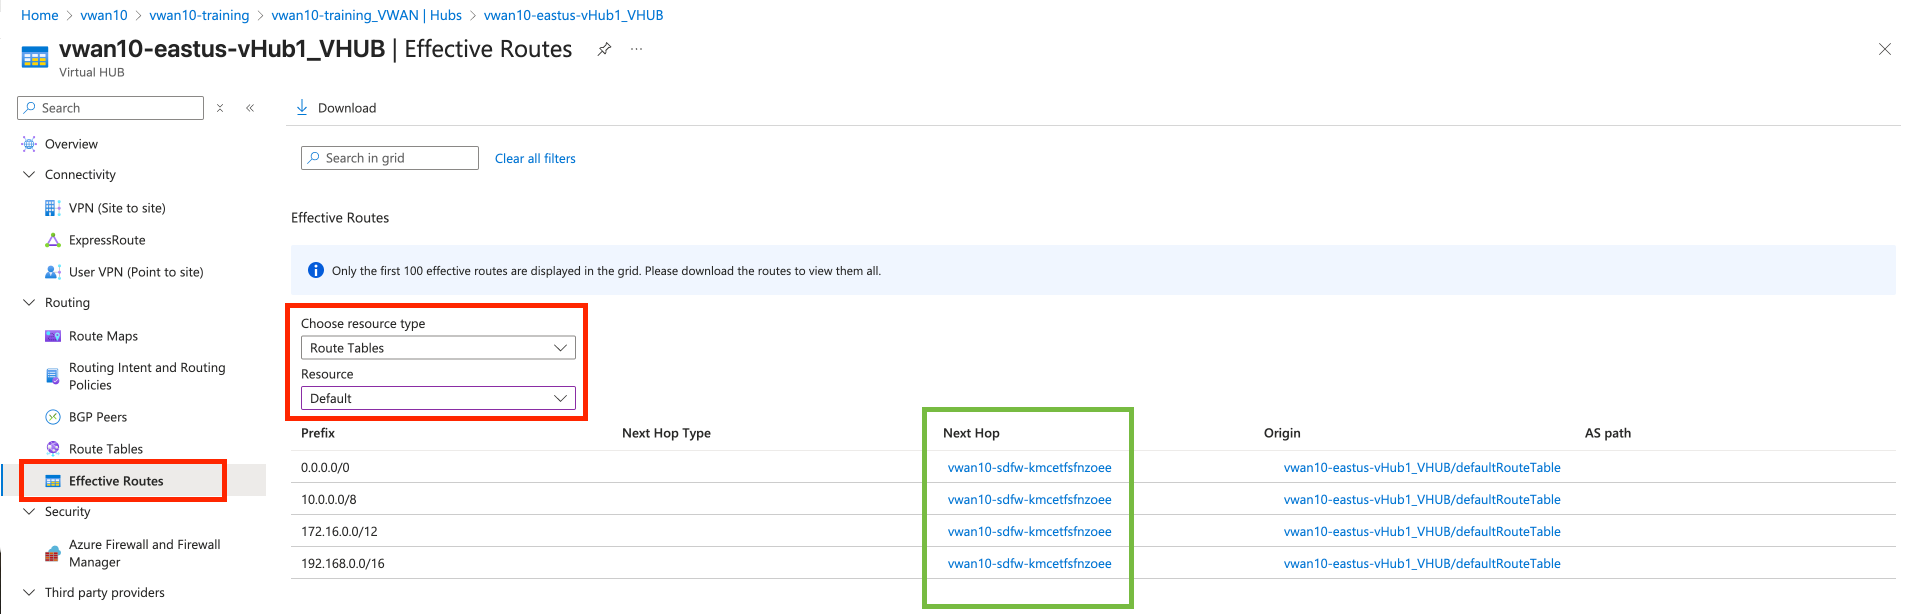 Home > vwan10 > vwan10-training > vwan10-training_VWAN | Hubs > vwan10-eastus-vHub1_VHUB
vwan10-eastus-vHub1_VHUB | Effective Routes
Virtual HUB
Search
Overview
Connectivity
VPN (Site to site)
ExpressRoute
User VPN (Point to site)
Routing
Route Maps
Routing Intent and Routing
Policies
BGP Peers
Route Tables
Effective Routes
Security
Azure Firewall and Firewall
Manager
Third party providers
Download
Search in grid
Clear all filters
Effective Routes
Only the first 100 effective routes are displayed in the grid. Please download the routes to view them all.
Choose resource type
Route Tables
Resource
Default
Prefix Next Hop Type Next Hop Origin AS path
0.0.0.0/0 vwan10-sdfw-kmcetfsfnzoee vwan10-eastus-vHub1_VHUB/defaultRouteTable
10.0.0.0/8 vwan10-sdfw-kmcetfsfnzoee vwan10-eastus-vHub1_VHUB/defaultRouteTable
172.16.0.0/12 vwan10-sdfw-kmcetfsfnzoee vwan10-eastus-vHub1_VHUB/defaultRouteTable
192.168.0.0/16 vwan10-sdfw-kmcetfsfnzoee vwan10-eastus-vHub1_VHUB/defaultRouteTable